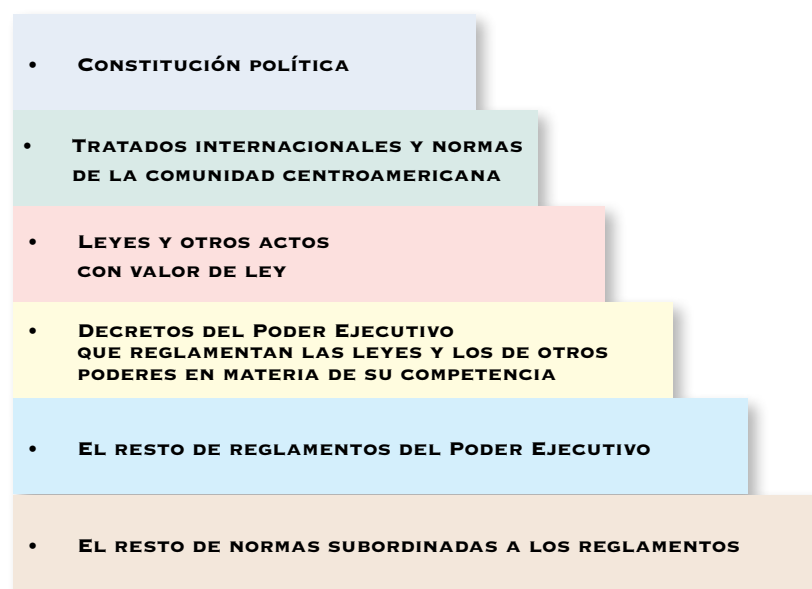 • Constitución política
• Tratados internacionales y normas
de la comunidad centroamericana
• Leyes y otros actos
con valor de ley
• Decretos del Poder Ejecutivo
que reglamentan las leyes y los de otros
poderes en materia de su competencia
• El resto de reglamentos del Poder Ejecutivo
• El resto de normas subordinadas a los reglamentos